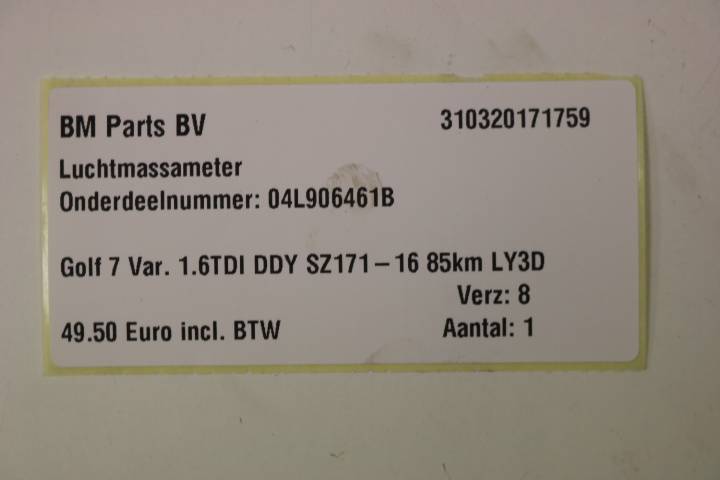 BM Parts BV 310320171759
Luchtmassameter
Onderdeelnummer: 04L906461B
Golf 7 Var. 1.6TDI DDY SZ171-16 85km LY3D
Verz: 8
49.50 Euro incl. BTW Aantal: 1